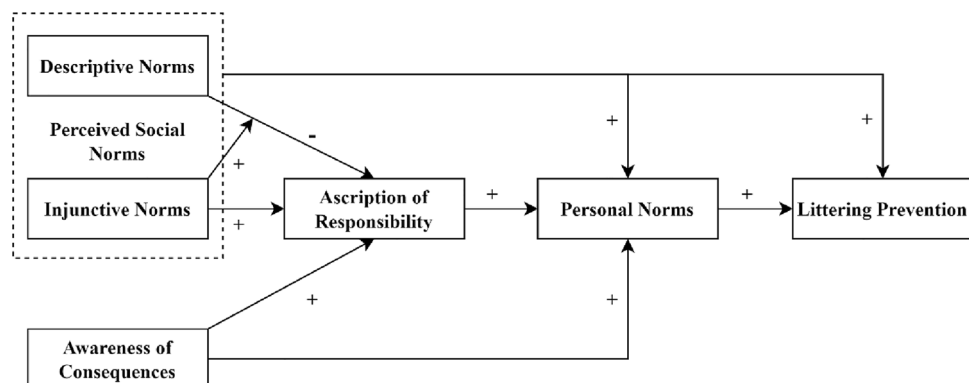 Descriptive Norms
+
+
-
Perceived Social
Norms
+
Injunctive Norms
+
Ascription of
Responsibility
+
Personal Norms
+
Littering Prevention
+
+
Awareness of
Consequences